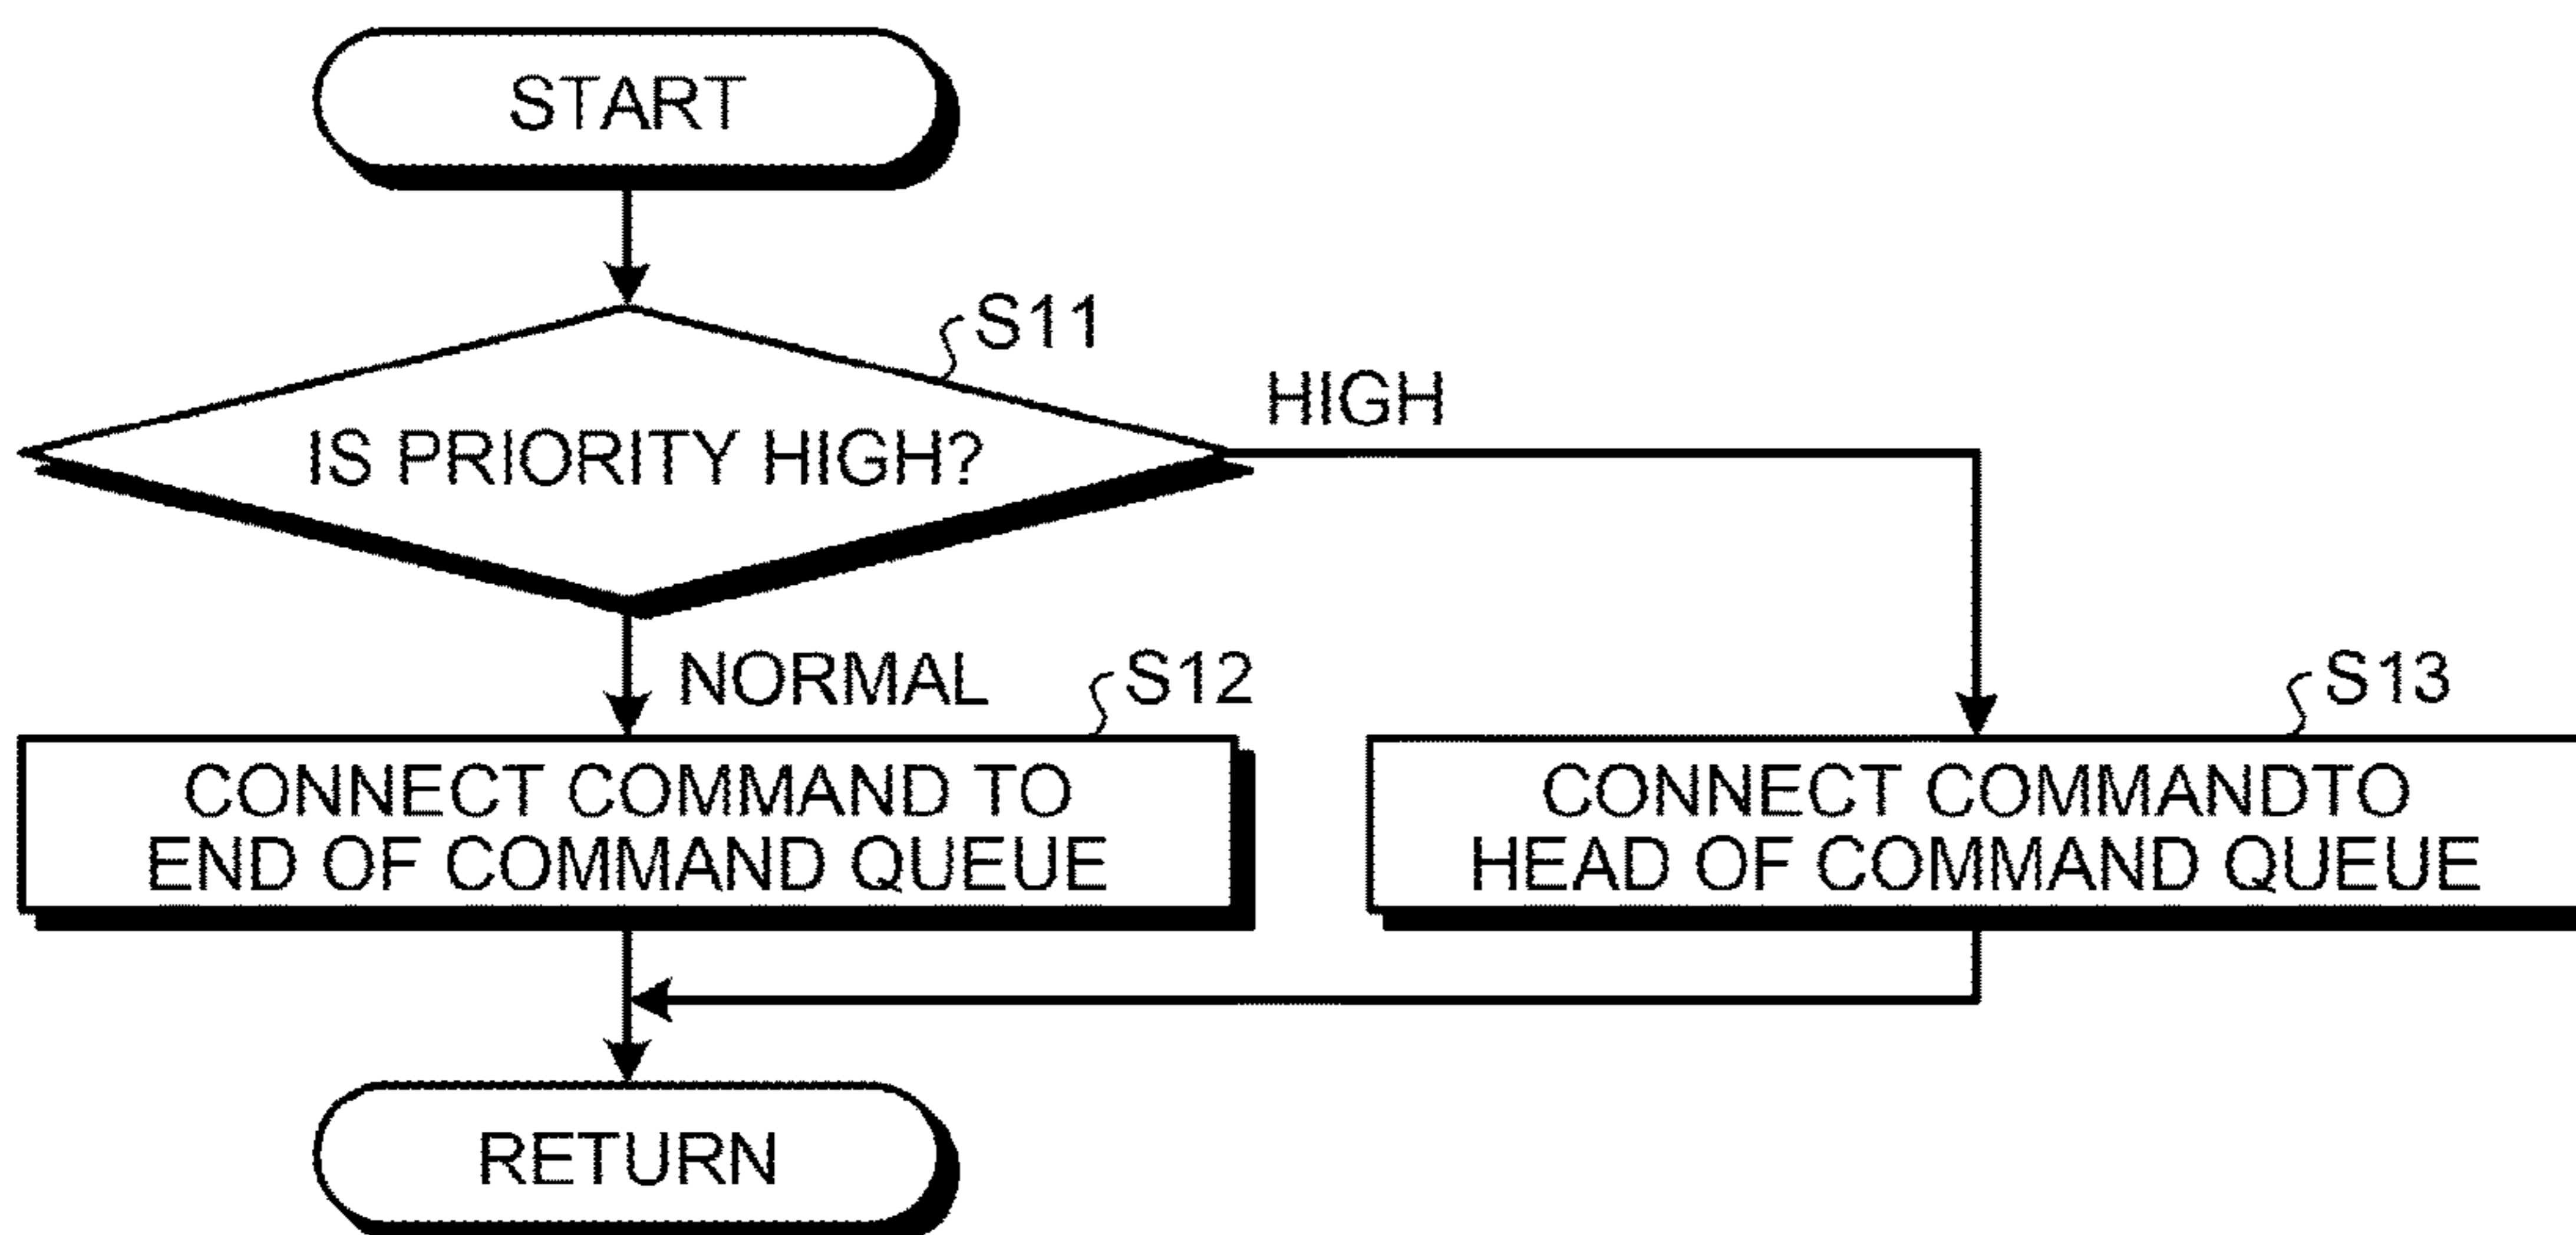 START
S11
HIGH
IS PRIORITY HIGH?
NORMAL
S12
S13
CONNECT COMMAND TO
END OF COMMAND QUEUE
CONNECT COMMANDTO
HEAD OF COMMAND QUEUE
RETURN